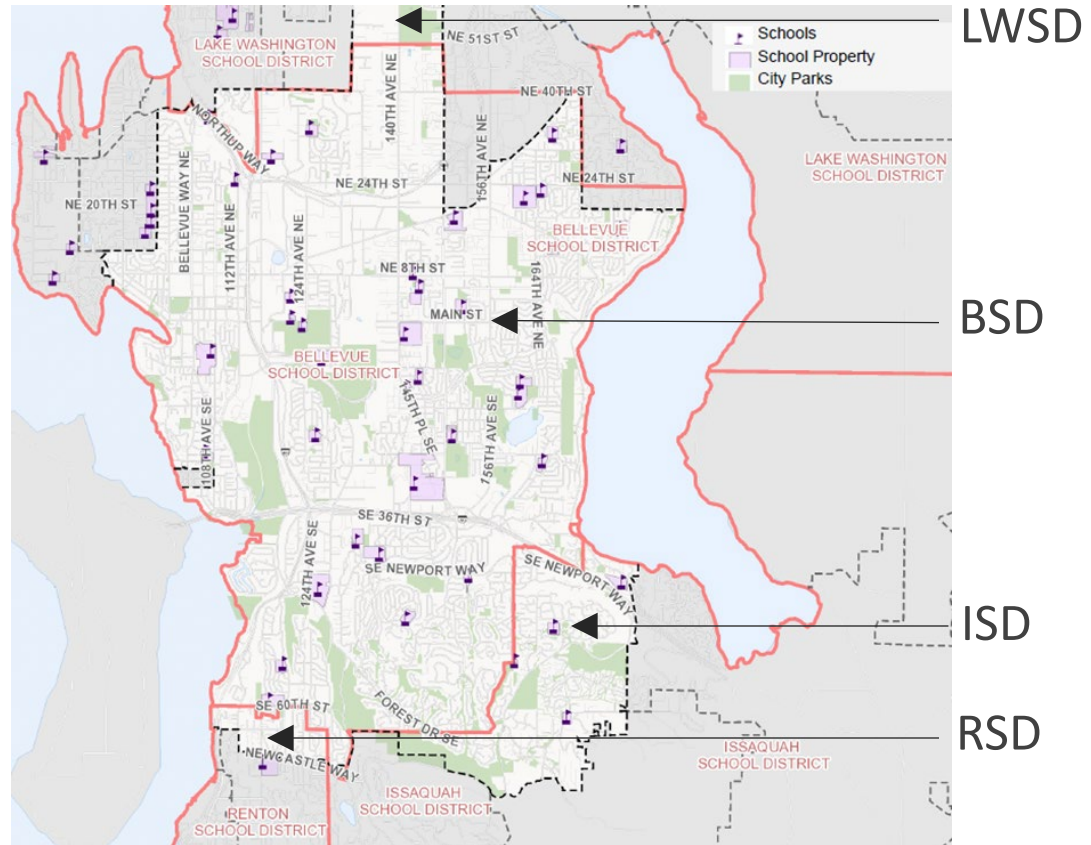 LWSD
NE 51ST ST
Schools
School Property
City Parks
LAKE WASHINGTON
SCHOOL DISTRICT
140TH AVE NE
NE 40TH ST
NORTHUP WAY
156TH AVE NE
LAKE WASHINGTON
SCHOOL DISTRICT
NE 24TH ST
NE 24TH ST
NE 20TH ST
BELLEVUE WAY NE
112TH AVE NE
124TH AVE NE
BELLEVUE
SCHOOL DISTRICT
NE 8TH ST
164TH AVE NE
MAIN ST
BSD
BELLEVUE
SCHOOL DISTRICT
145TH PL SE
108TH AVE SE
156TH AVE SE
SE 36TH ST
124TH AVE SE
SE NEWPORT WAY
SE NEWPORT WAY
ISD
SE 60TH ST
FOREST DR SE
RSD
NEWCASTLE WAY
ISSAQUAH
SCHOOL DISTRICT
ISSAQUAH
SCHOOL DISTRICT
RENTON
SCHOOL DISTRICT